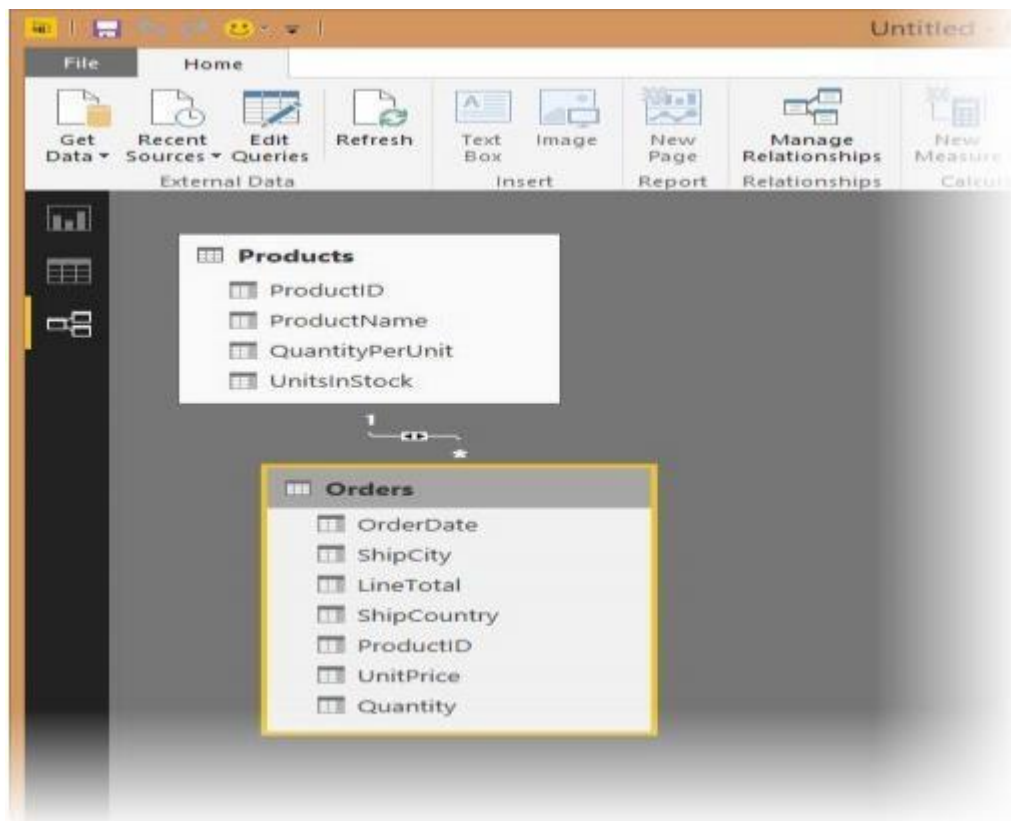 Untitled -
File Home
Get Data
Recent Sources
Edit Queries
Refresh
Text Box
Image
New Page
Manage Relationships
New Measure
External Data
Insert
Report
Relationships
Products
ProductID
ProductName
QuantityPerUnit
UnitsInStock
1
*
Orders
OrderDate
ShipCity
LineTotal
ShipCountry
ProductID
UnitPrice
Quantity